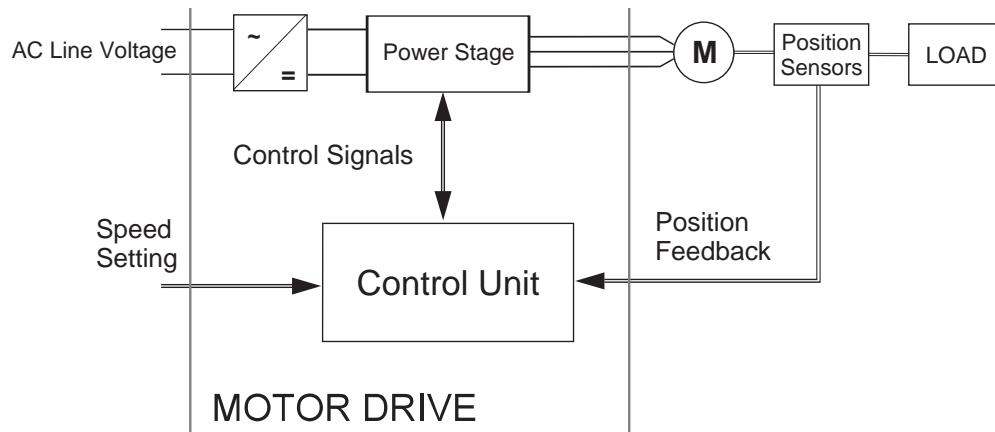 AC Line Voltage
~
=
Power Stage
M
Position
Sensors
LOAD
Control Signals
Speed
Setting
Position
Feedback
Control Unit
MOTOR DRIVE